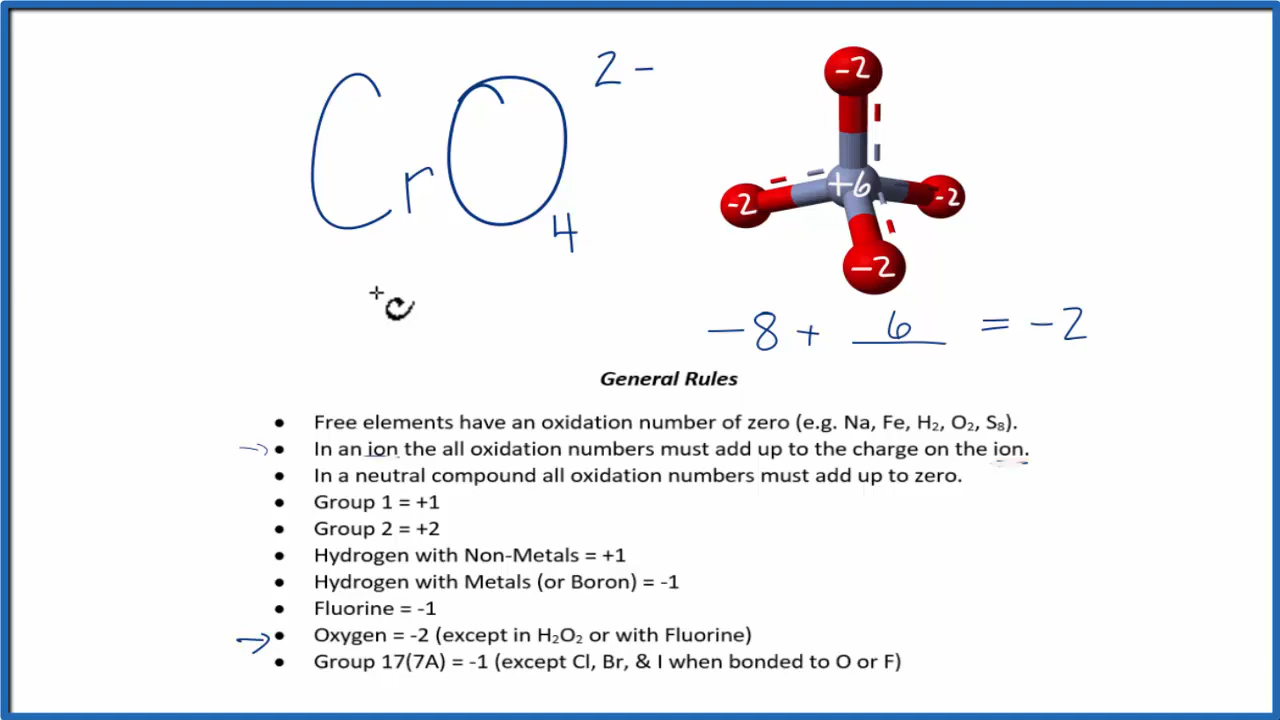 CrO₄ 2-
-2
+6
-2
-2
-2
-8 + 6 = -2
General Rules
• Free elements have an oxidation number of zero (e.g. Na, Fe, H₂, O₂, S₈).
• In an ion the all oxidation numbers must add up to the charge on the ion.
• In a neutral compound all oxidation numbers must add up to zero.
• Group 1 = +1
• Group 2 = +2
• Hydrogen with Non-Metals = +1
• Hydrogen with Metals (or Boron) = -1
• Fluorine = -1
• Oxygen = -2 (except in H₂O₂ or with Fluorine)
• Group 17(7A) = -1 (except Cl, Br, & I when bonded to O or F)